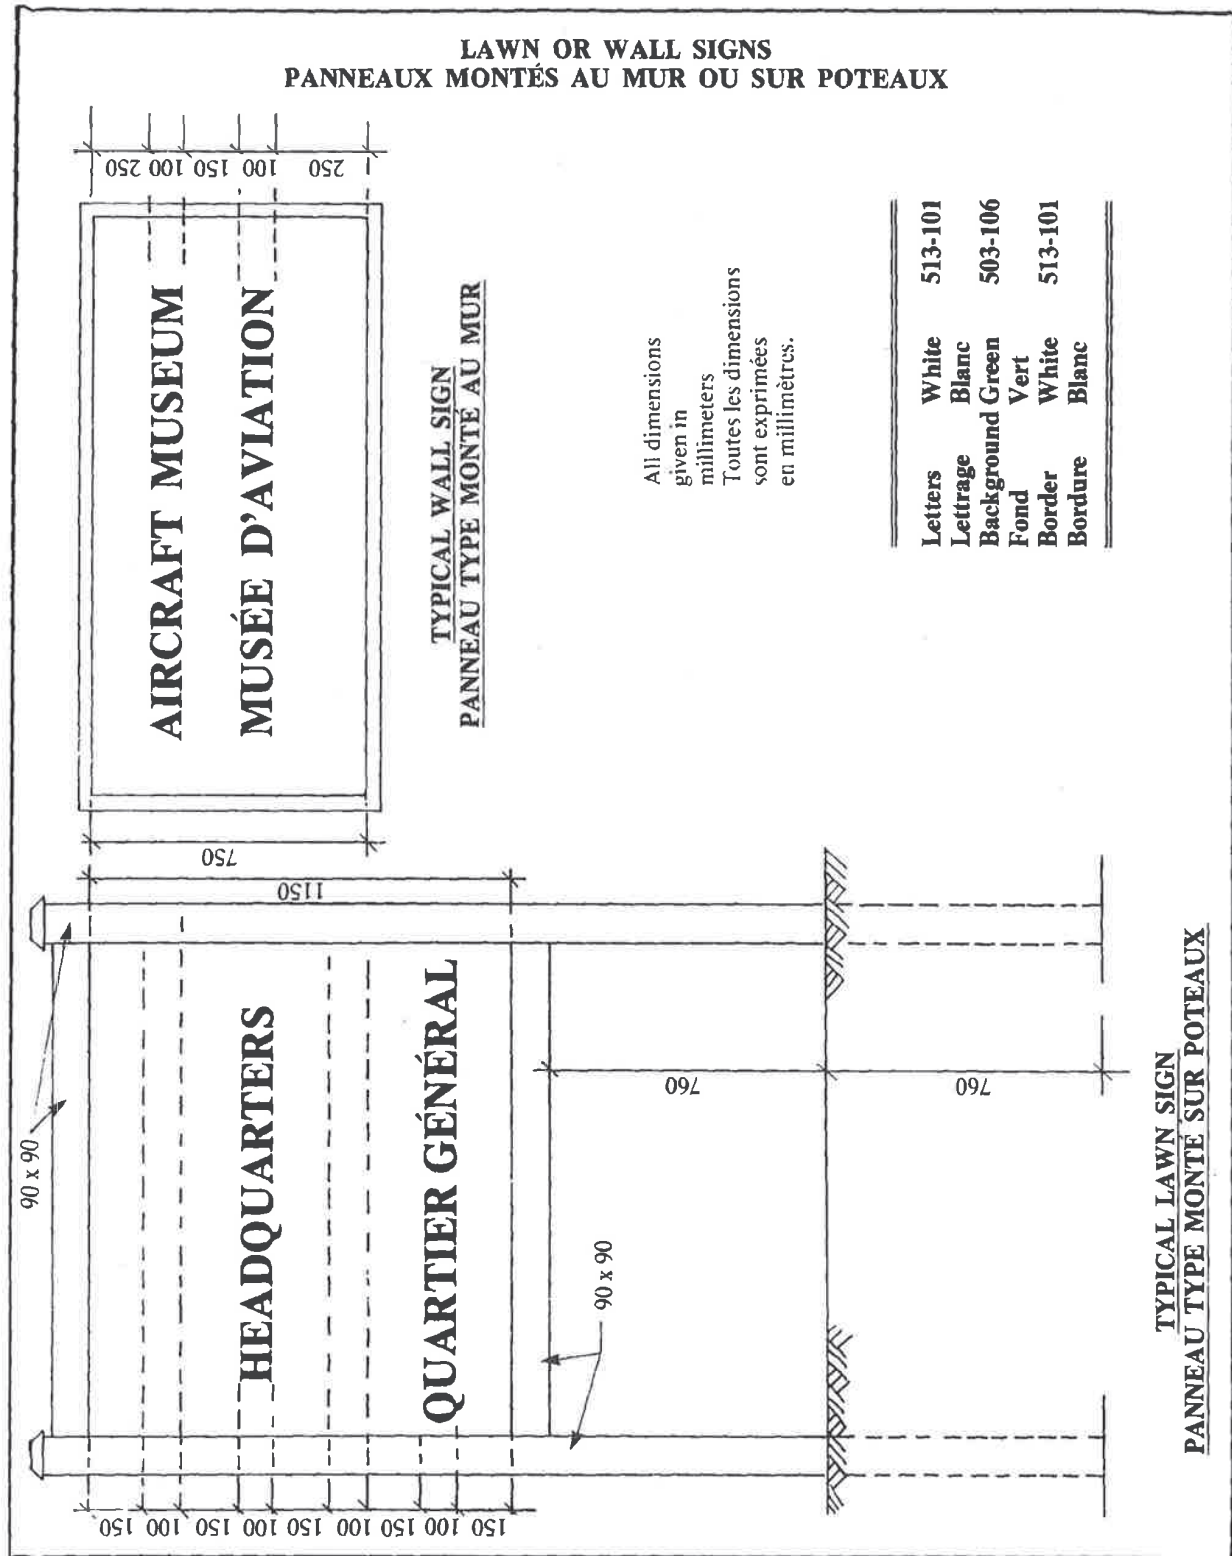 LAWN OR WALL SIGNS
PANNEAUX MONTÉS AU MUR OU SUR POTEAUX
250 100 150 100 250
AIRCRAFT MUSEUM
MUSÉE D'AVIATION
750
TYPICAL WALL SIGN
PANNEAU TYPE MONTÉ AU MUR
All dimensions
given in
millimeters
Toutes les dimensions
sont exprimées
en millimètres.
Letters White 513-101
Lettrage Blanc
Background Green 503-106
Fond Vert
Border White 513-101
Bordure Blanc
90 x 90
1150
HEADQUARTERS
QUARTIER GÉNÉRAL
150 100 150 100 150 100 150 100 150
90 x 90
760
760
TYPICAL LAWN SIGN
PANNEAU TYPE MONTÉ SUR POTEAUX